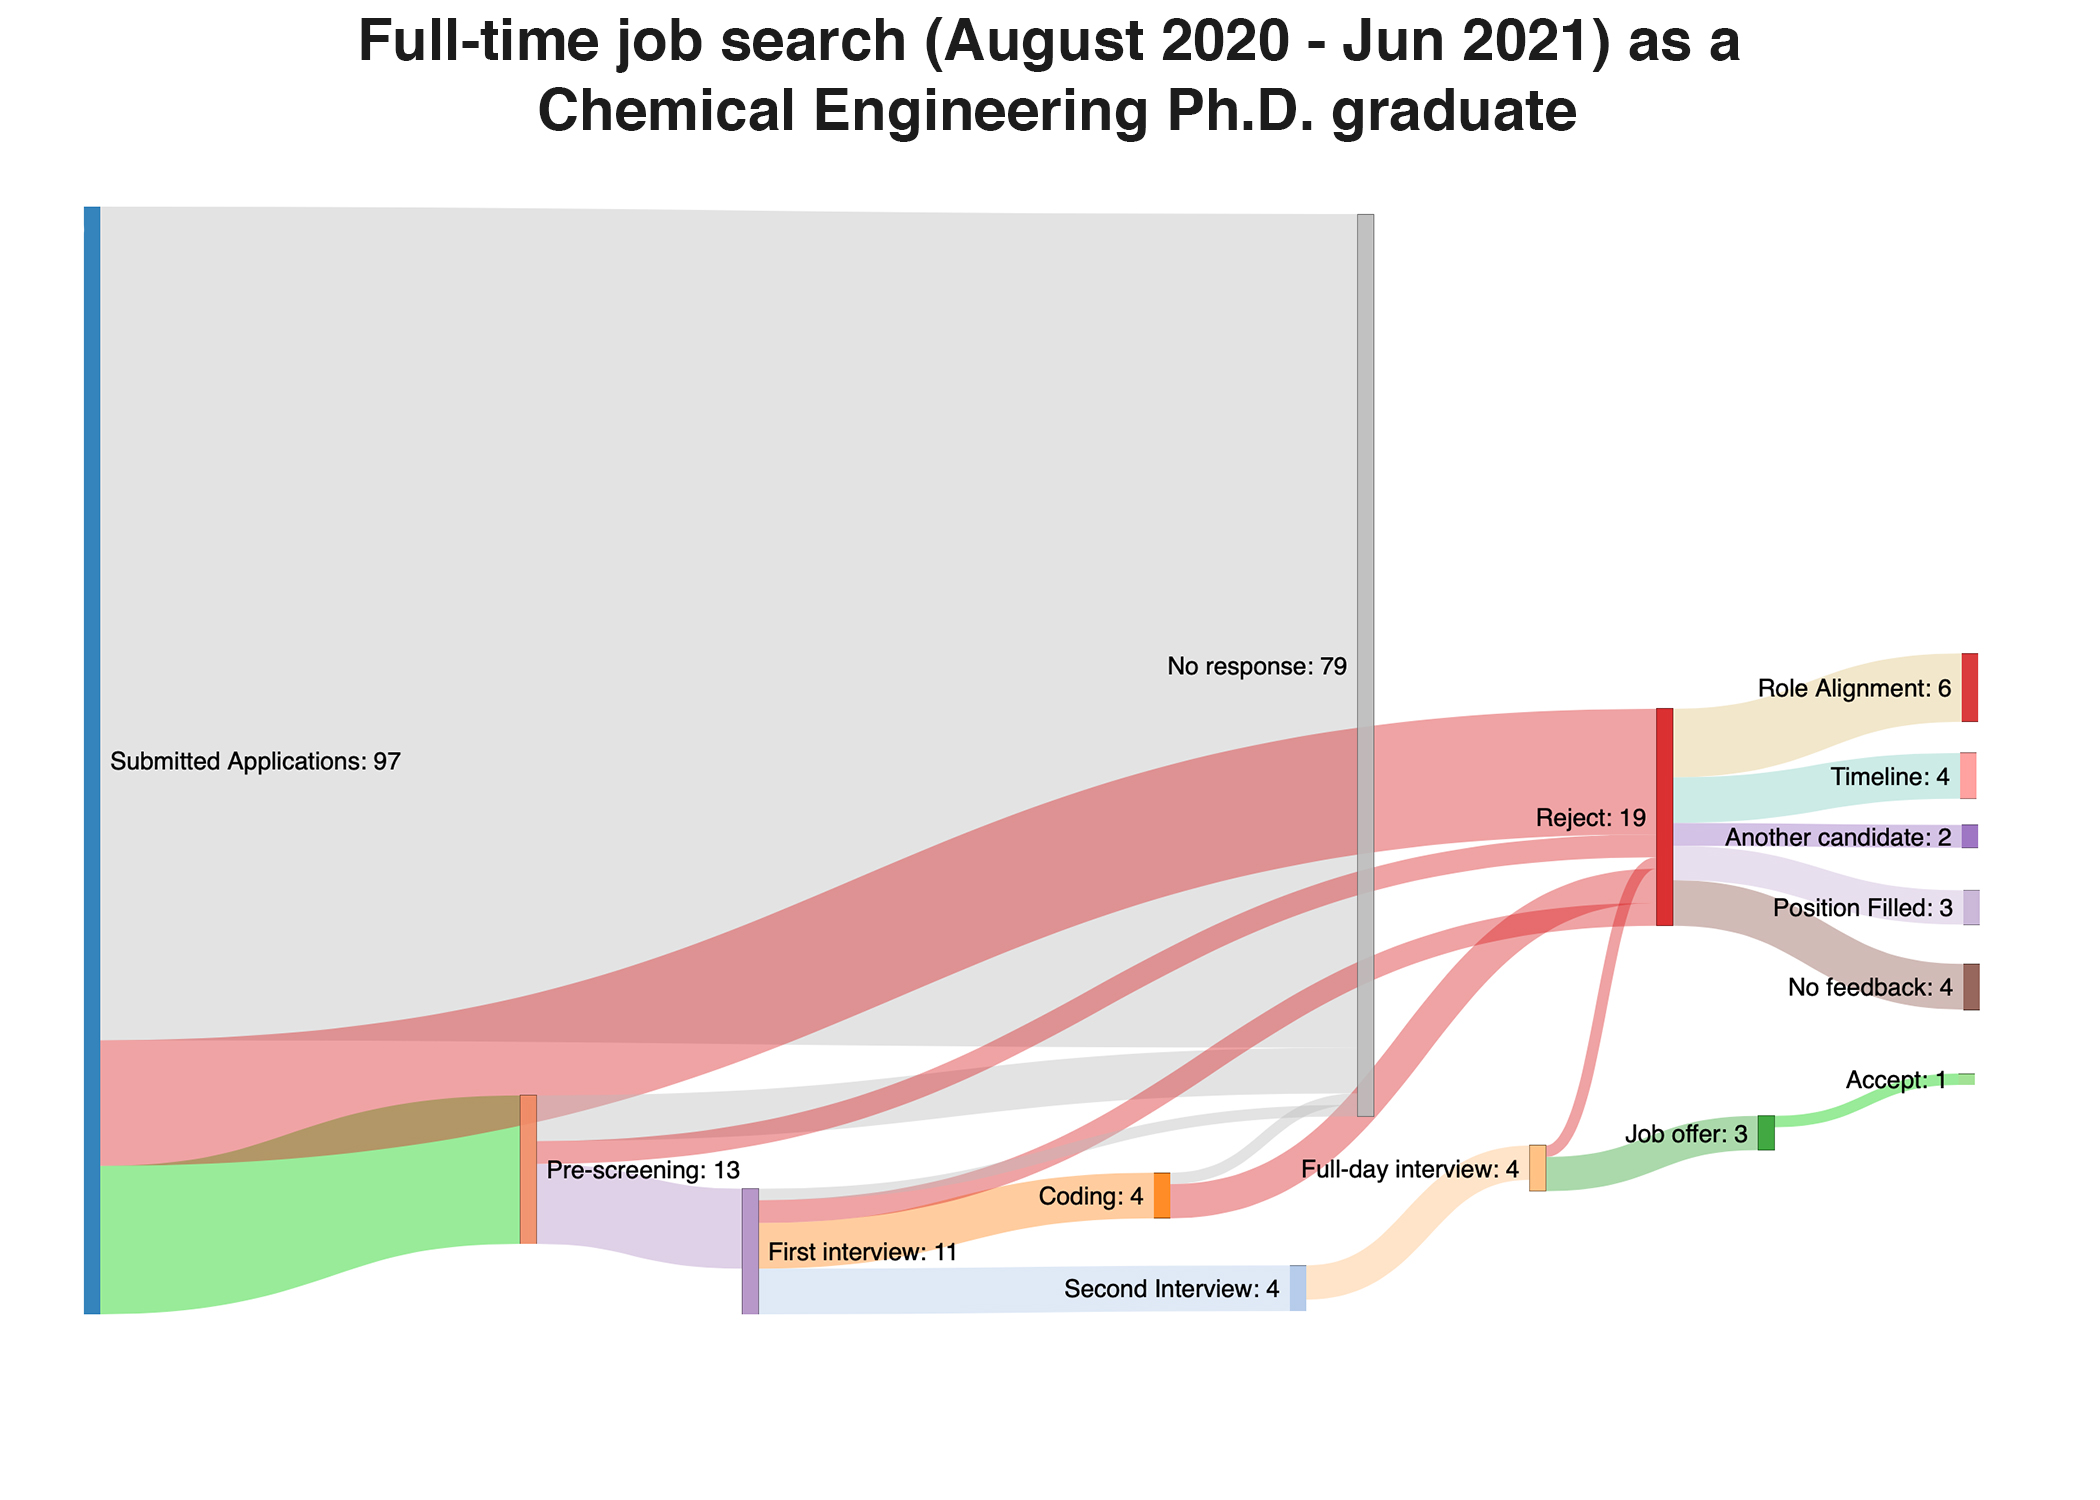 Full-time job search (August 2020 - Jun 2021) as a
Chemical Engineering Ph.D. graduate
Submitted Applications: 97
No response: 79
Role Alignment: 6
Timeline: 4
Reject: 19
Another candidate: 2
Position Filled: 3
No feedback: 4
Accept: 1
Job offer: 3
Pre-screening: 13
Full-day interview: 4
Coding: 4
First interview: 11
Second Interview: 4